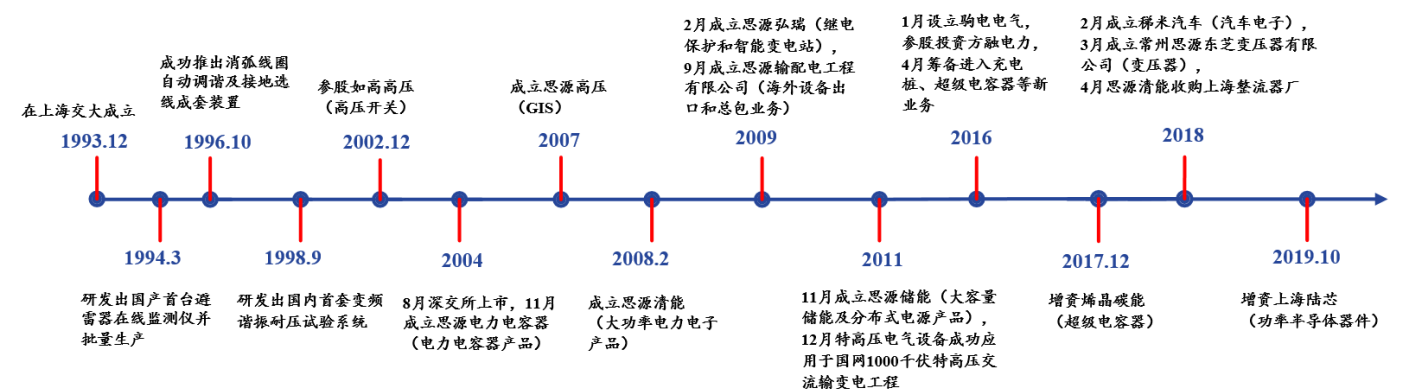 在上海交大成立
1993.12
研发出国产首台避
雷器在线监测仪并
批量生产
1994.3
成功推出消弧线圈
自动调谐及接地选
线成套装置
1996.10
1998.9
研发出国内首套变频
谐振耐压试验系统
参股如高高压
（高压开关）
2002.12
2004
8月深交所上市，11月
成立思源电力电容器
（电力电容器产品）
成立思源高压
（GIS）
2007
2008.2
成立思源清能
（大功率电力电子
产品）
2月成立思源弘瑞（继电
保护和智能变电站），
9月成立思源输配电工程
有限公司（海外设备出
口和总包业务）
2009
2011
11月成立思源储能（大容量
储能及分布式电源产品），
12月特高压电气设备成功应
用于国网1000千伏特高压交
流输变电工程
1月设立驹电电气，
参股投资方融电力，
4月筹备进入充电
桩、超级电容器等新
业务
2016
2017.12
增资烯晶碳能
（超级电容器）
2月成立稊米汽车（汽车电子），
3月成立常州思源东芝变压器有限
公司（变压器），
4月思源清能收购上海整流器厂
2018
2019.10
增资上海陆芯
（功率半导体器件）